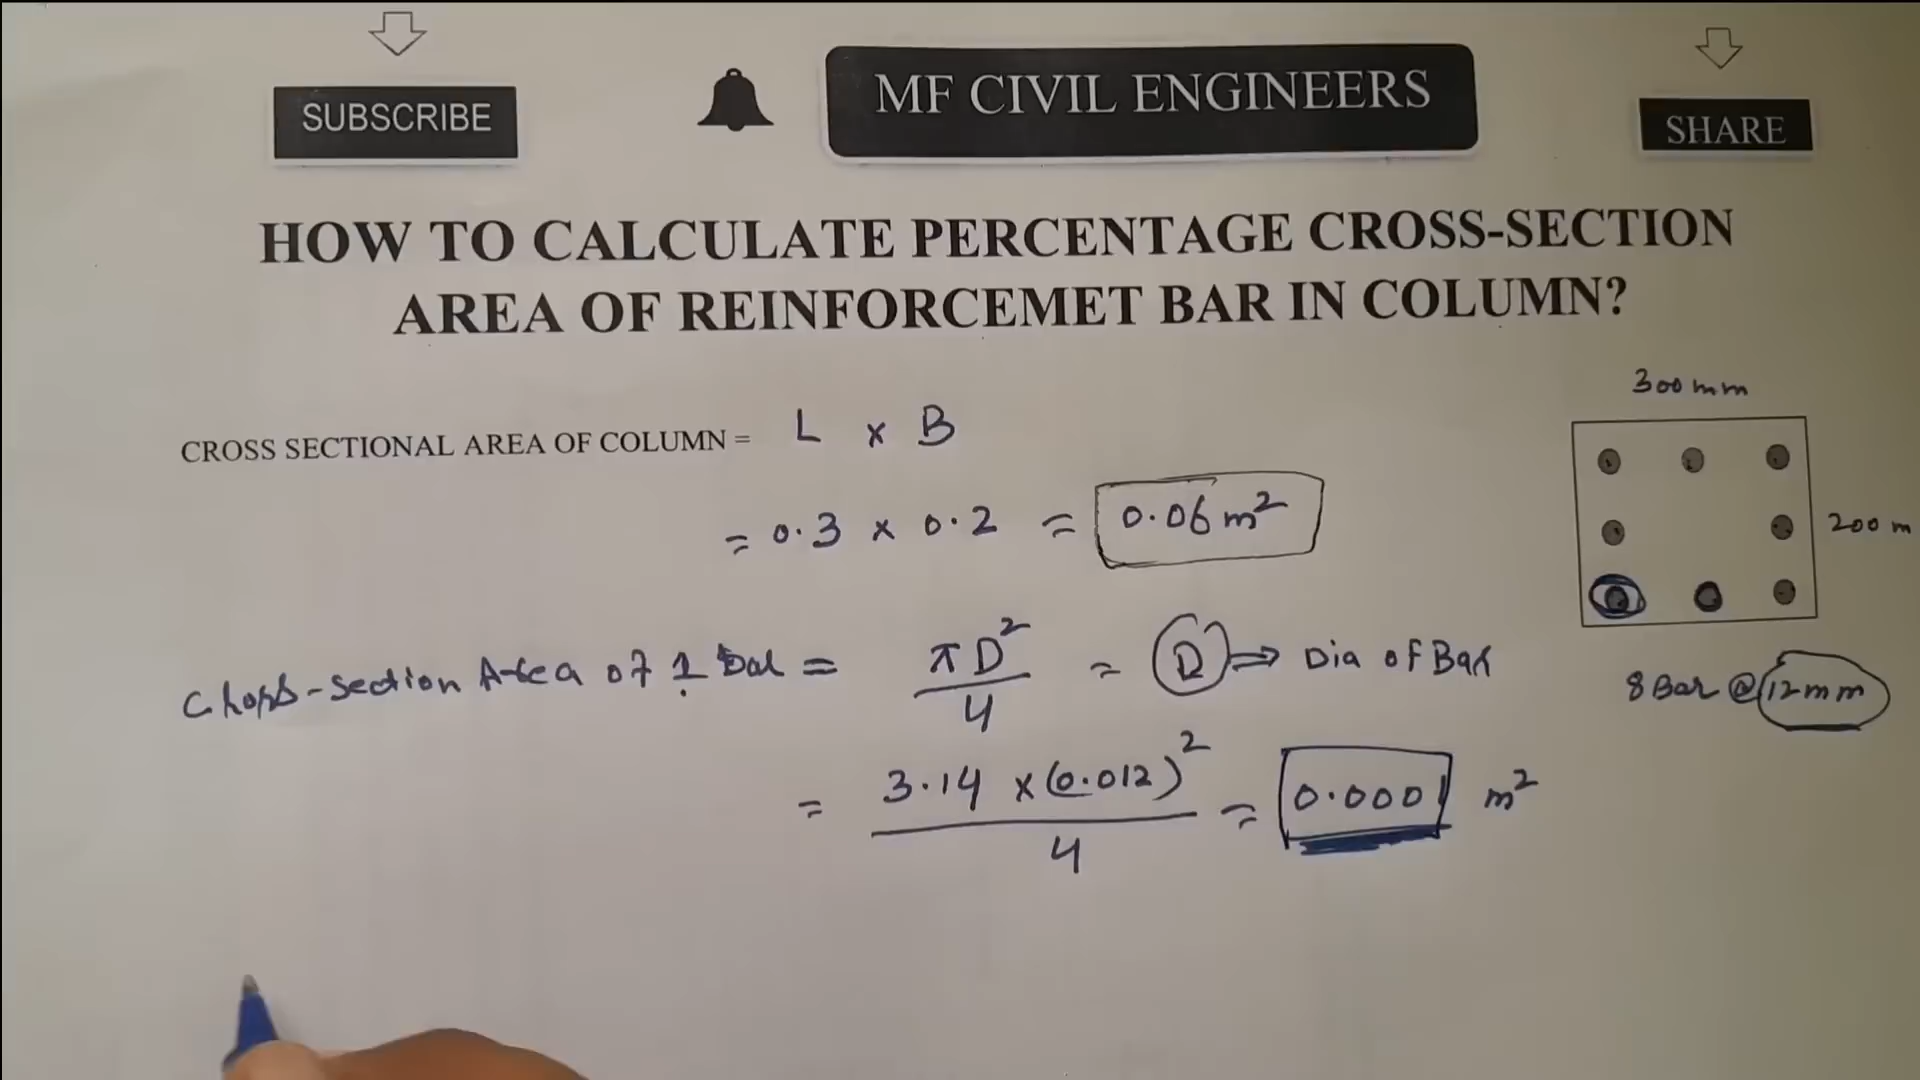 SUBSCRIBE
MF CIVIL ENGINEERS
SHARE
HOW TO CALCULATE PERCENTAGE CROSS-SECTION
AREA OF REINFORCEMET BAR IN COLUMN?
300 mm
CROSS SECTIONAL AREA OF COLUMN = L × B
= 0.3 × 0.2 = 0.06 m²
200 m
Cross-section Area of 1 Bar = πD²/4 = D ⇒ Dia of Bar
8 Bar @ 12mm
= 3.14 × (0.012)²/4 = 0.0001 m²